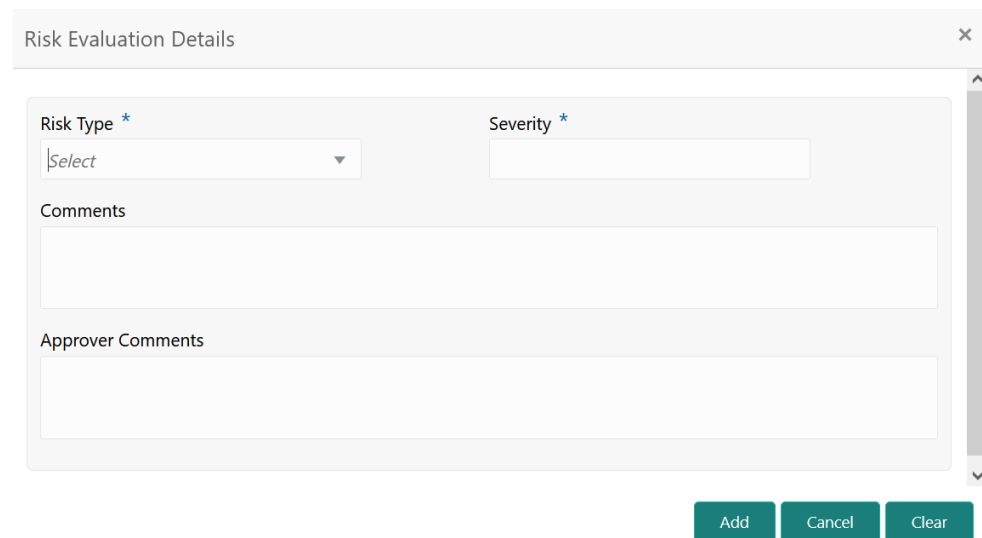 Risk Evaluation Details ×
Risk Type * Severity *
Select
Comments
Approver Comments
Add Cancel Clear